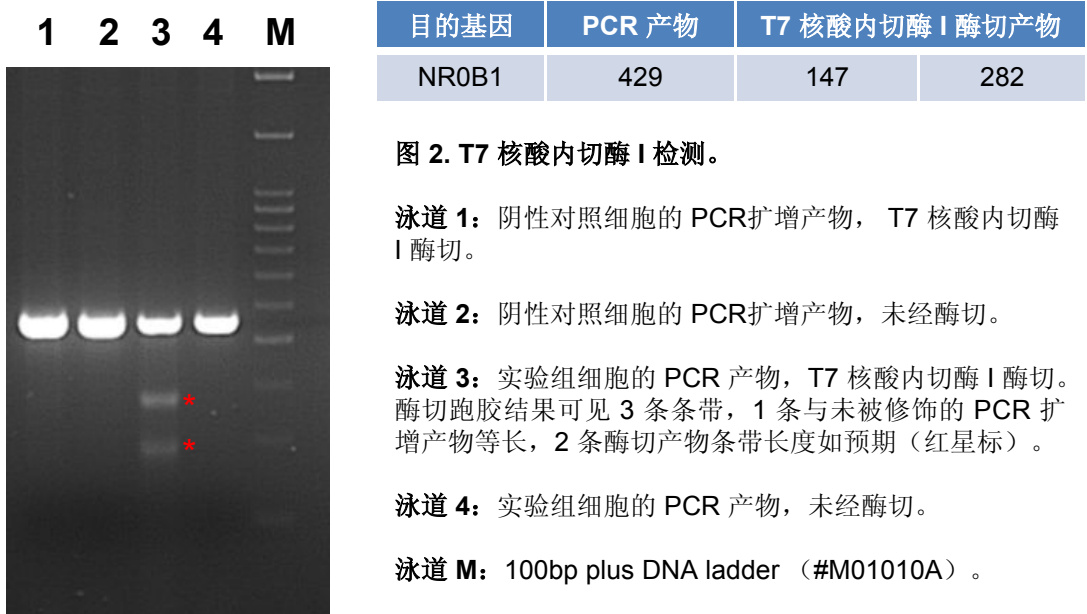 1 2 3 4 M
目的基因 PCR 产物 T7 核酸内切酶 I 酶切产物
NR0B1 429 147 282
图 2. T7 核酸内切酶 I 检测。
泳道 1：阴性对照细胞的 PCR扩增产物， T7 核酸内切酶
I 酶切。
泳道 2：阴性对照细胞的 PCR扩增产物，未经酶切。
泳道 3：实验组细胞的 PCR 产物，T7 核酸内切酶 I 酶切。
酶切跑胶结果可见 3 条条带，1 条与未被修饰的 PCR 扩
增产物等长，2 条酶切产物条带长度如预期（红星标）。
泳道 4：实验组细胞的 PCR 产物，未经酶切。
泳道 M：100bp plus DNA ladder （#M01010A）。
*
*